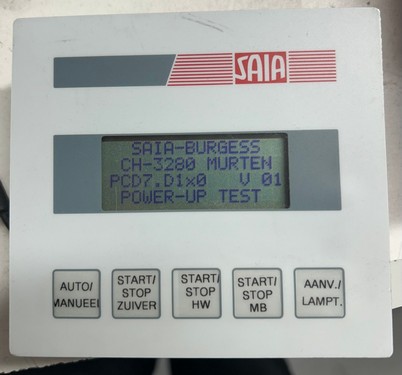 SAIA
SAIA-BURGESS
CH-3280 MURTEN
PCD7.D1x0 V 01
POWER-UP TEST
AUTO/
MANUEEL
START/
STOP
ZUIVER
START/
STOP
HW
START/
STOP
MB
AANV./
LAMPT.